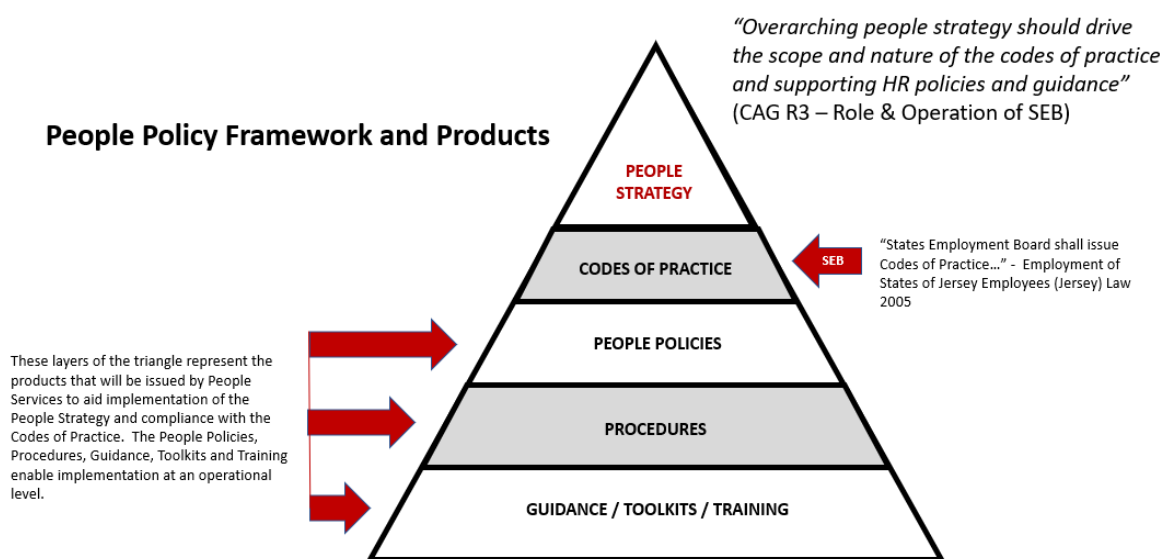 “Overarching people strategy should drive
the scope and nature of the codes of practice
and supporting HR policies and guidance”
(CAG R3 – Role & Operation of SEB)
People Policy Framework and Products
PEOPLE
STRATEGY
CODES OF PRACTICE
SEB
“States Employment Board shall issue
Codes of Practice…” -  Employment of
States of Jersey Employees (Jersey) Law
2005
PEOPLE POLICIES
These layers of the triangle represent the
products that will be issued by People
Services to aid implementation of the
People Strategy and compliance with the
Codes of Practice.  The People Policies,
Procedures, Guidance, Toolkits and Training
enable implementation at an operational
level.
PROCEDURES
GUIDANCE / TOOLKITS / TRAINING